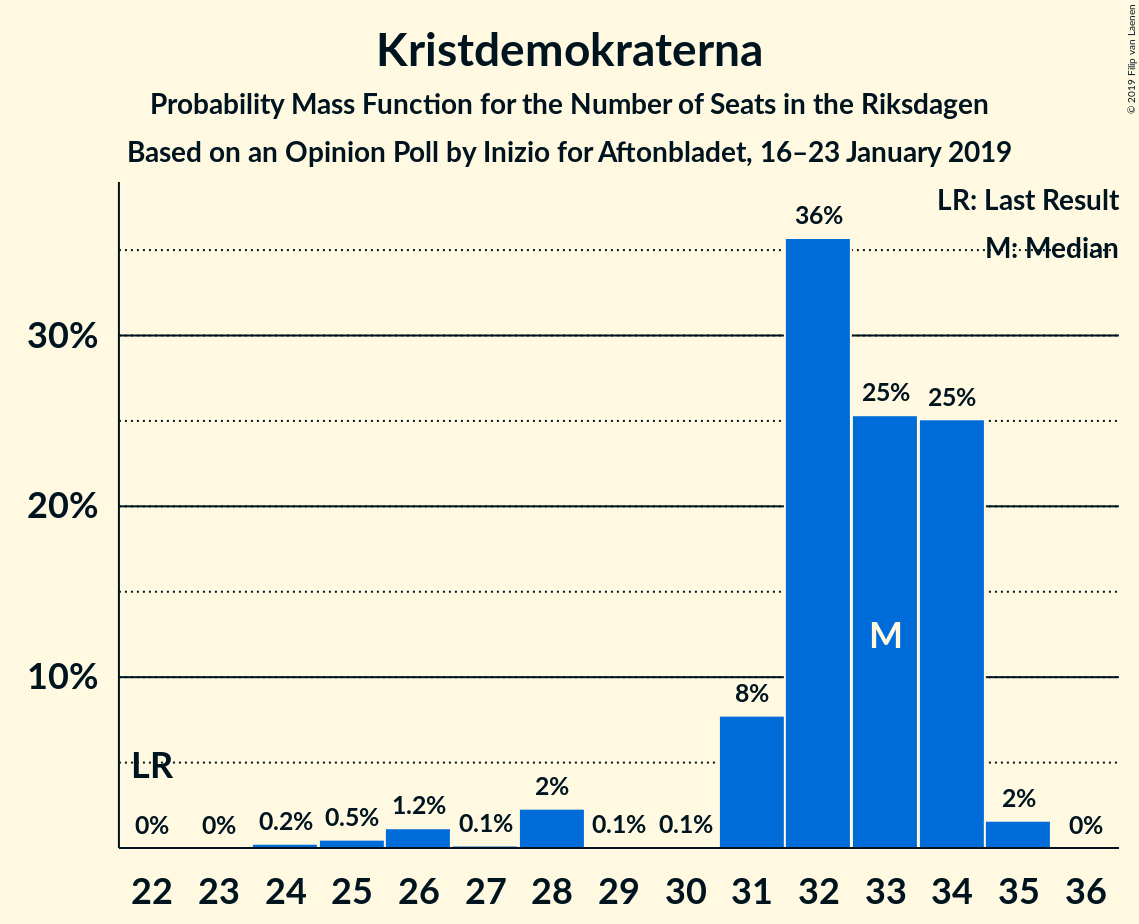 Kristdemokraterna
Probability Mass Function for the Number of Seats in the Riksdagen
Based on an Opinion Poll by Inizio for Aftonbladet, 16–23 January 2019
© 2019 Filip van Laenen
LR: Last Result
M: Median
36%
30%
25%
25%
20%
M
10%
8%
LR
2%
2%
1.2%
0.5%
0.2%
0.1%
0.1%
0.1%
0%
0%
0%
22 23 24 25 26 27 28 29 30 31 32 33 34 35 36